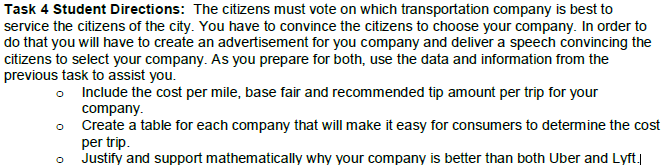 Task 4 Student Directions: The citizens must vote on which transportation company is best to
service the citizens of the city. You have to convince the citizens to choose your company. In order to
do that you will have to create an advertisement for you company and deliver a speech convincing the
citizens to select your company. As you prepare for both, use the data and information from the
previous task to assist you.
o Include the cost per mile, base fair and recommended tip amount per trip for your
company.
o Create a table for each company that will make it easy for consumers to determine the cost
per trip.
o Justify and support mathematically why your company is better than both Uber and Lyft.